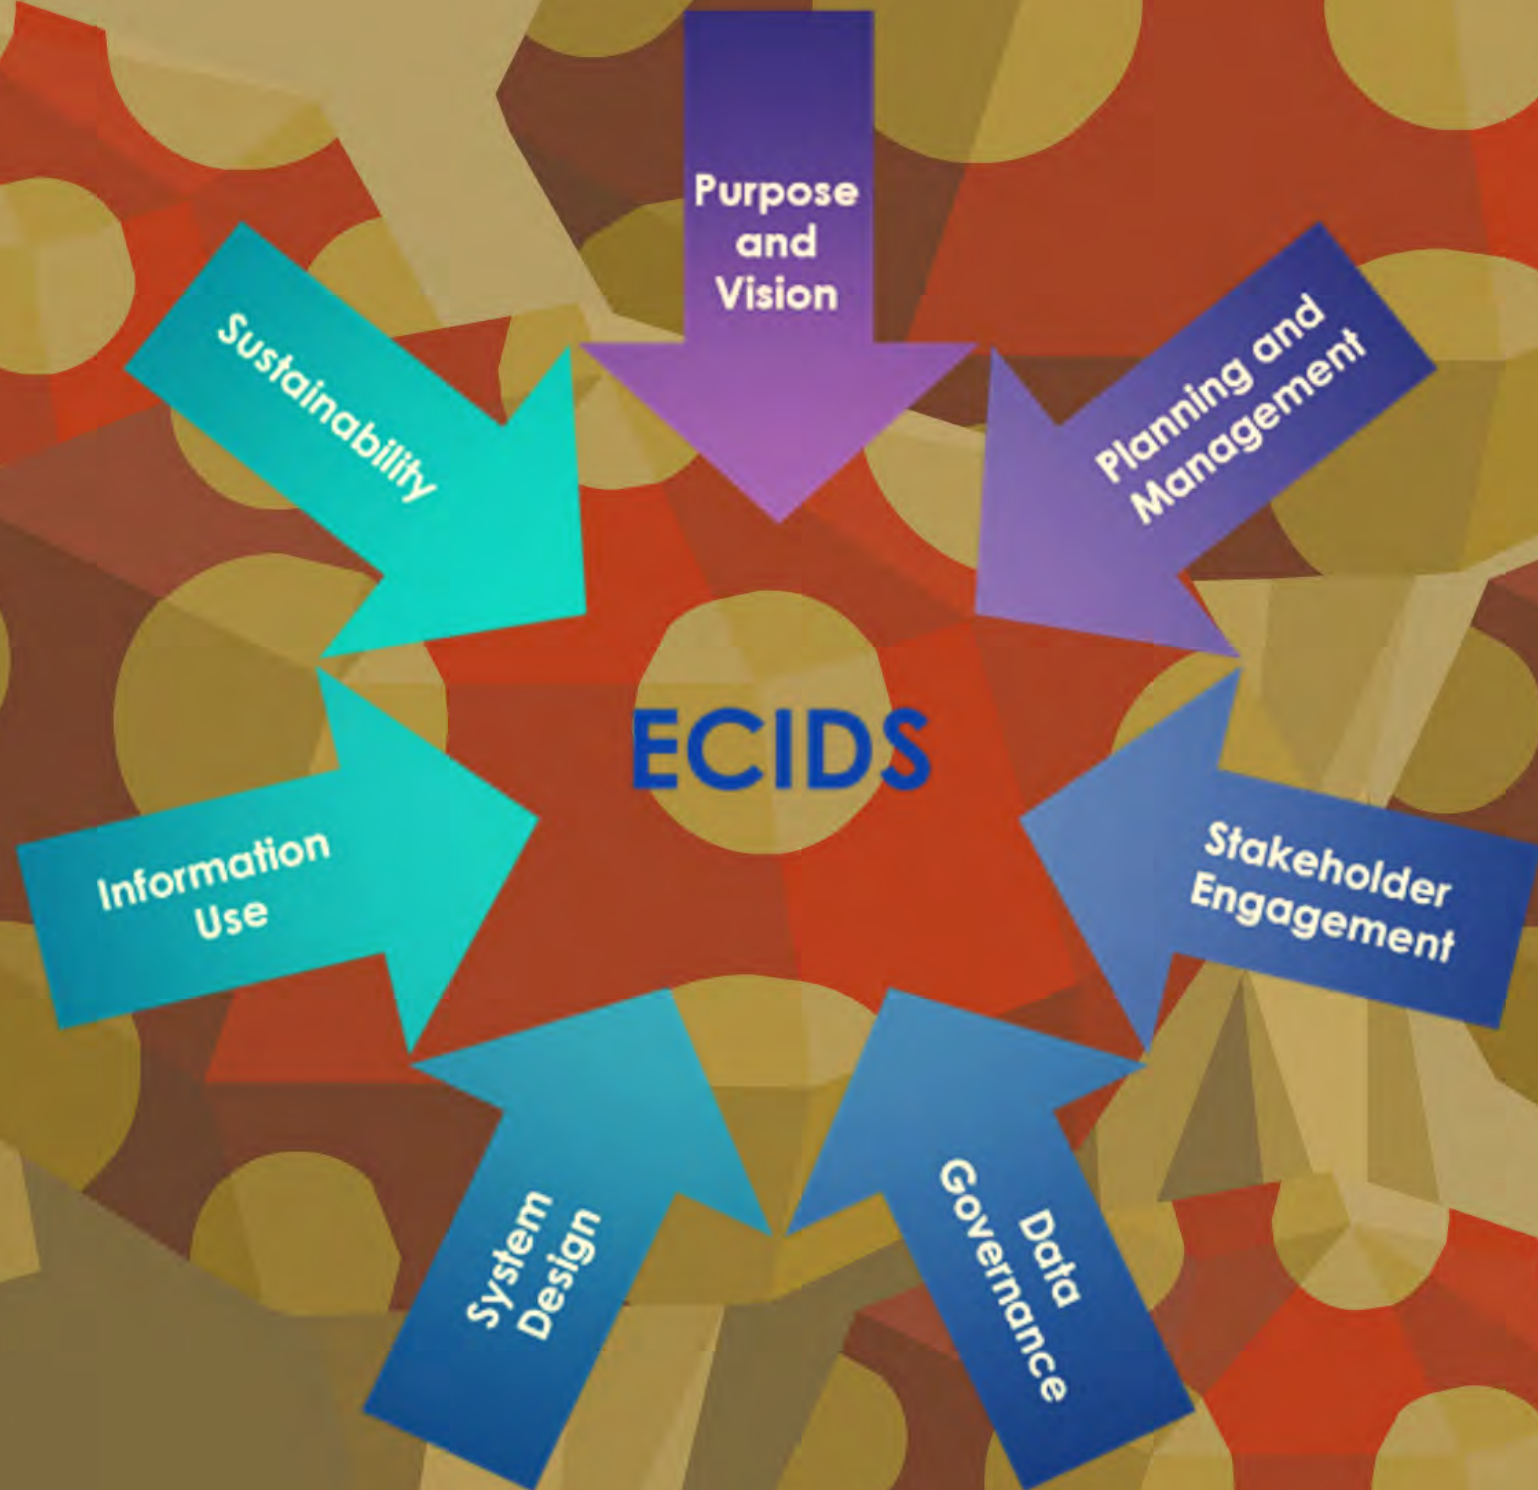 Purpose
and
Vision
Planning and
Management
Stakeholder
Engagement
Data
Governance
System
Design
Information
Use
Sustainability
ECIDS